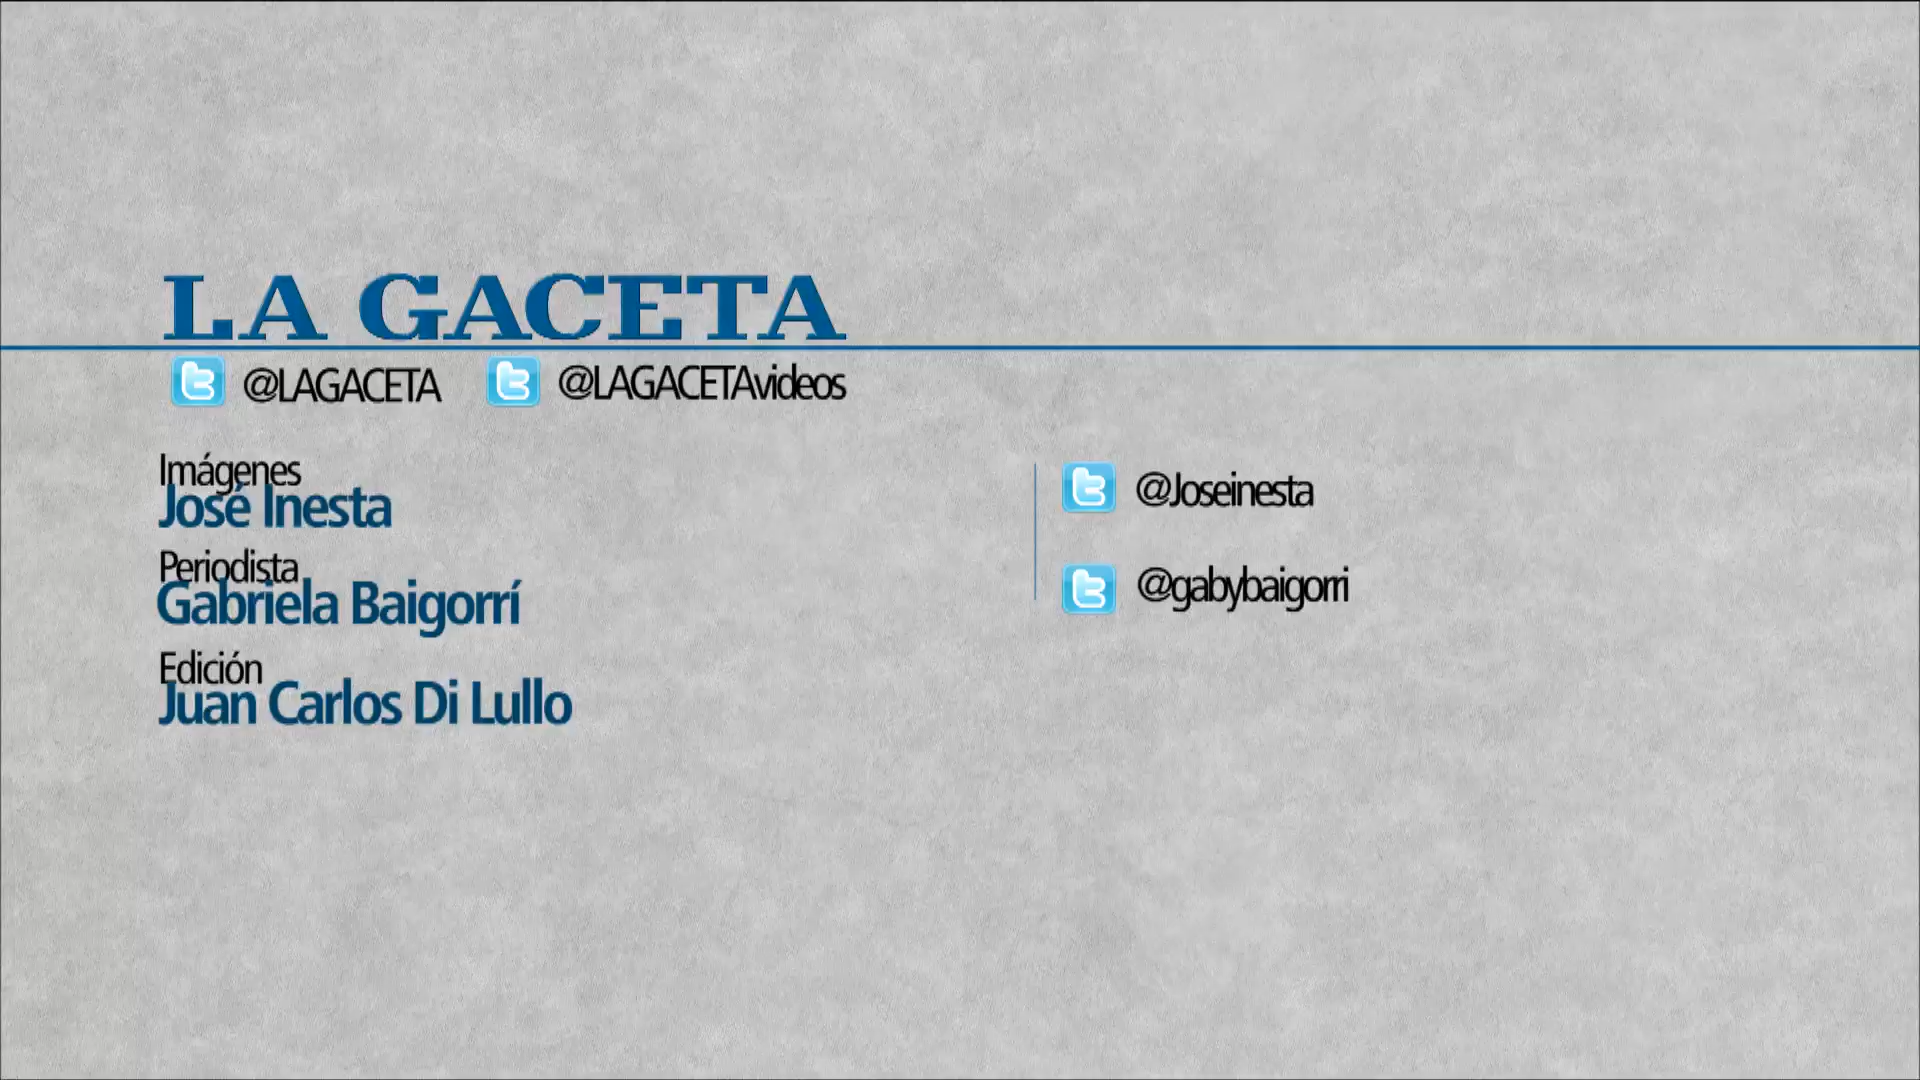 LA GACETA
@LAGACETA @LAGACETAvideos
Imágenes
José Inesta
@Joseinesta
Periodista
Gabriela Baigorrí
@gabybaigorri
Edición
Juan Carlos Di Lullo